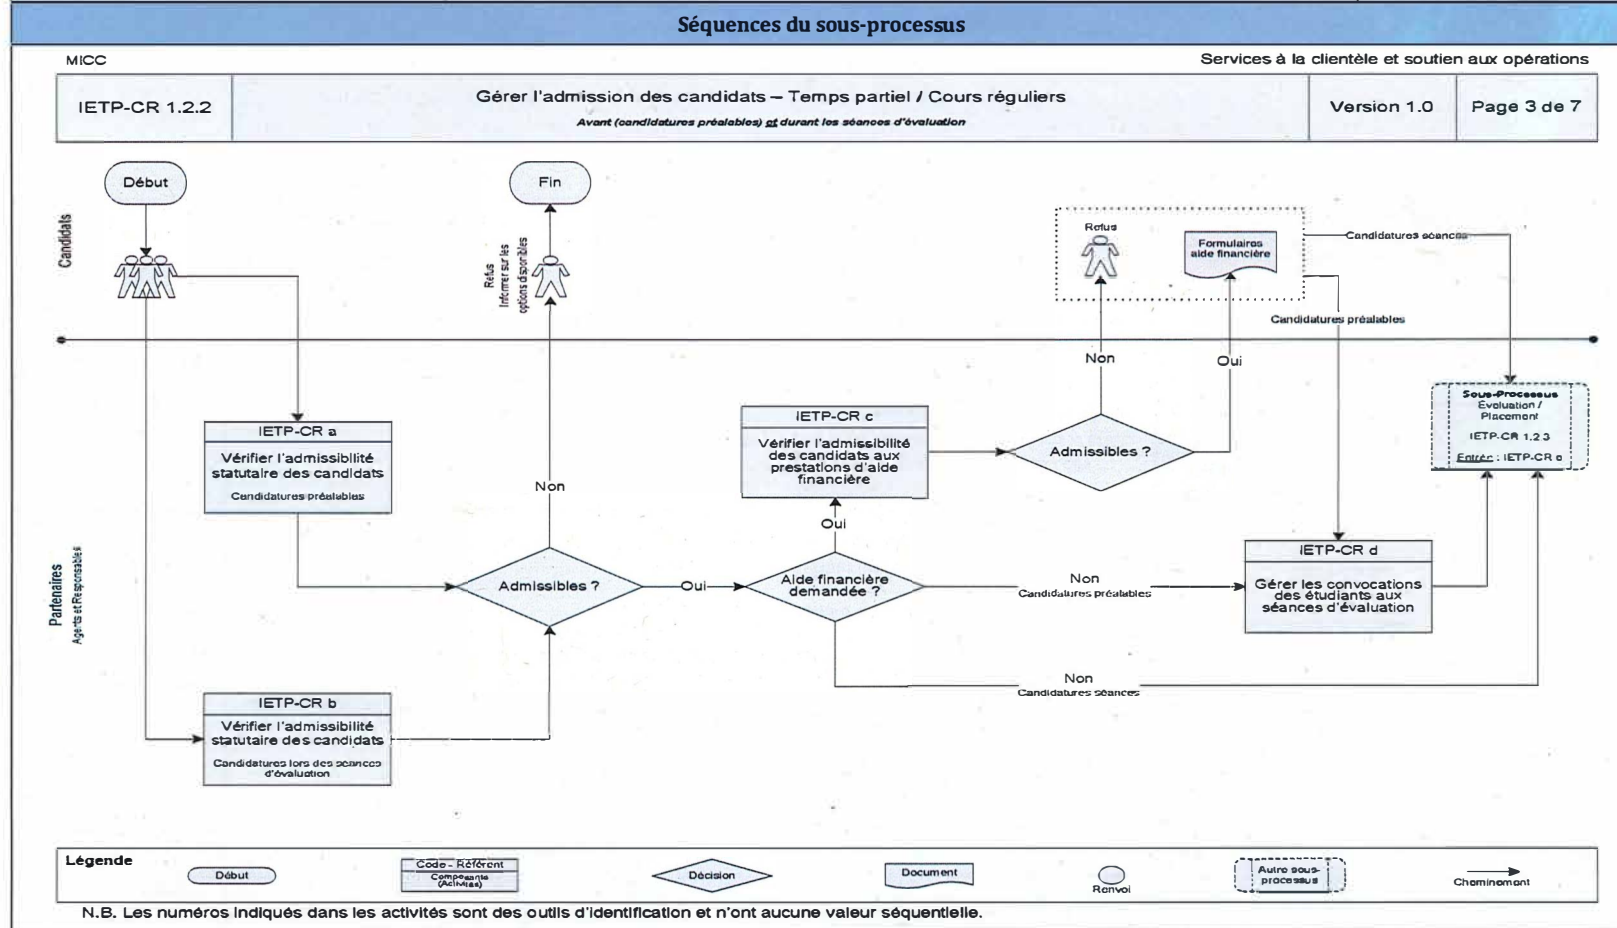 Séquences du sous-processus
MICC
Services à la clientèle et soutien aux opérations
IETP-CR 1.2.2
Gérer l'admission des candidats – Temps partiel / Cours réguliers
Avant (candidatures préalables) et durant les séances d'évaluation
Version 1.0
Page 3 de 7
Candidats
Début
Fin
Refus
Informer sur les
options disponibles
Refus
Formulaires
aide financière
Candidatures séances
Candidatures préalables
Non
Oui
Partenaires
Agents et Responsables
IETP-CR a
Vérifier l'admissibilité
statutaire des candidats
Candidatures préalables
Non
Admissibles ?
Oui
IETP-CR c
Vérifier l'admissibilité
des candidats aux
prestations d'aide
financière
Admissibles ?
Oui
Aide financière
demandée ?
Non
Candidatures préalables
Non
Candidatures séances
Sous-Processus
Évaluation /
Placement
IETP-CR 1.2.3
Entrée : IETP-CR e
IETP-CR d
Gérer les convocations
des étudiants aux
séances d'évaluation
IETP-CR b
Vérifier l'admissibilité
statutaire des candidats
Candidatures lors des séances
d'évaluation
Légende
Début
Code - Référent
Composante
(Activités)
Décision
Document
Renvoi
Autre sous-
processus
Cheminement
N.B. Les numéros indiqués dans les activités sont des outils d'identification et n'ont aucune valeur séquentielle.